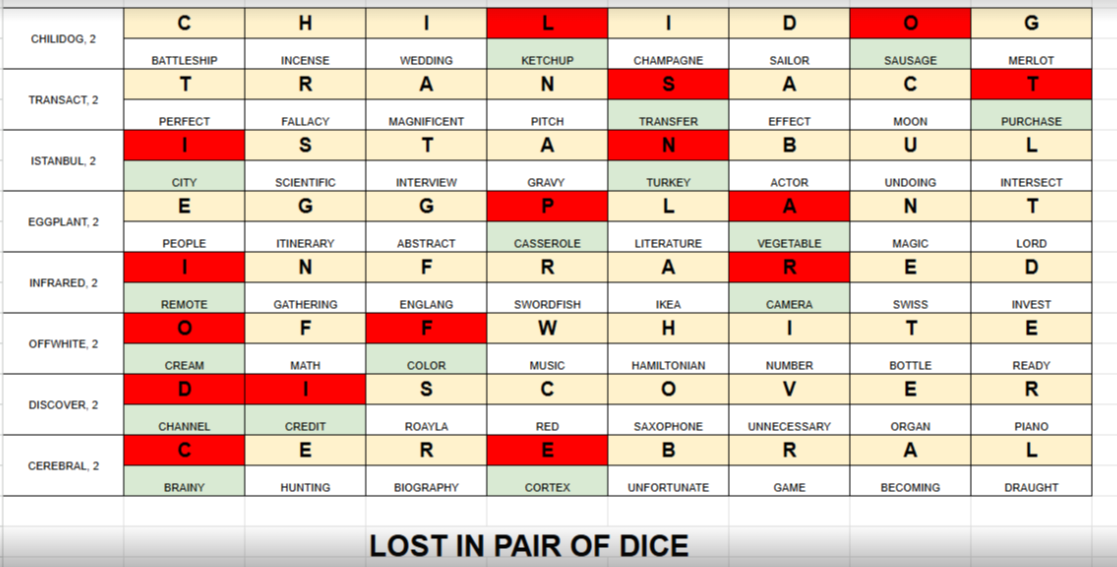 C H I L I D O G
CHILIDOG, 2
BATTLESHIP INCENSE WEDDING KETCHUP CHAMPAGNE SAILOR SAUSAGE MERLOT
T R A N S A C T
TRANSACT, 2
PERFECT FALLACY MAGNIFICENT PITCH TRANSFER EFFECT MOON PURCHASE
I S T A N B U L
ISTANBUL, 2
CITY SCIENTIFIC INTERVIEW GRAVY TURKEY ACTOR UNDOING INTERSECT
E G G P L A N T
EGGPLANT, 2
PEOPLE ITINERARY ABSTRACT CASSEROLE LITERATURE VEGETABLE MAGIC LORD
I N F R A R E D
INFRARED, 2
REMOTE GATHERING ENGLANG SWORDFISH IKEA CAMERA SWISS INVEST
O F F W H I T E
OFFWHITE, 2
CREAM MATH COLOR MUSIC HAMILTONIAN NUMBER BOTTLE READY
D I S C O V E R
DISCOVER, 2
CHANNEL CREDIT ROAYLA RED SAXOPHONE UNNECESSARY ORGAN PIANO
C E R E B R A L
CEREBRAL, 2
BRAINY HUNTING BIOGRAPHY CORTEX UNFORTUNATE GAME BECOMING DRAUGHT
LOST IN PAIR OF DICE